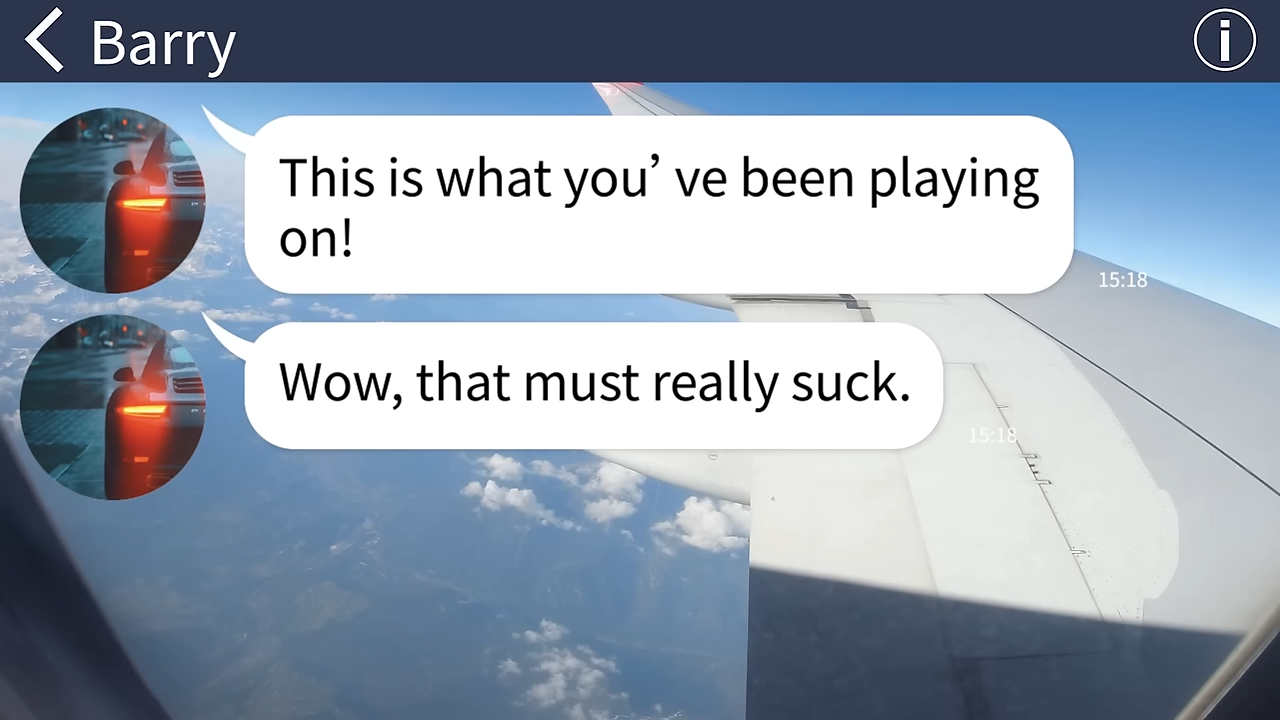 Barry
This is what you’ ve been playing
on!
15:18
Wow, that must really suck.
15:18